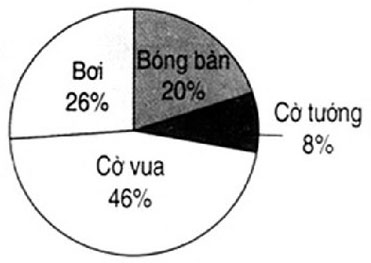 Bơi
26%
Bóng bàn
20%
Cờ tướng
8%
Cờ vua
46%